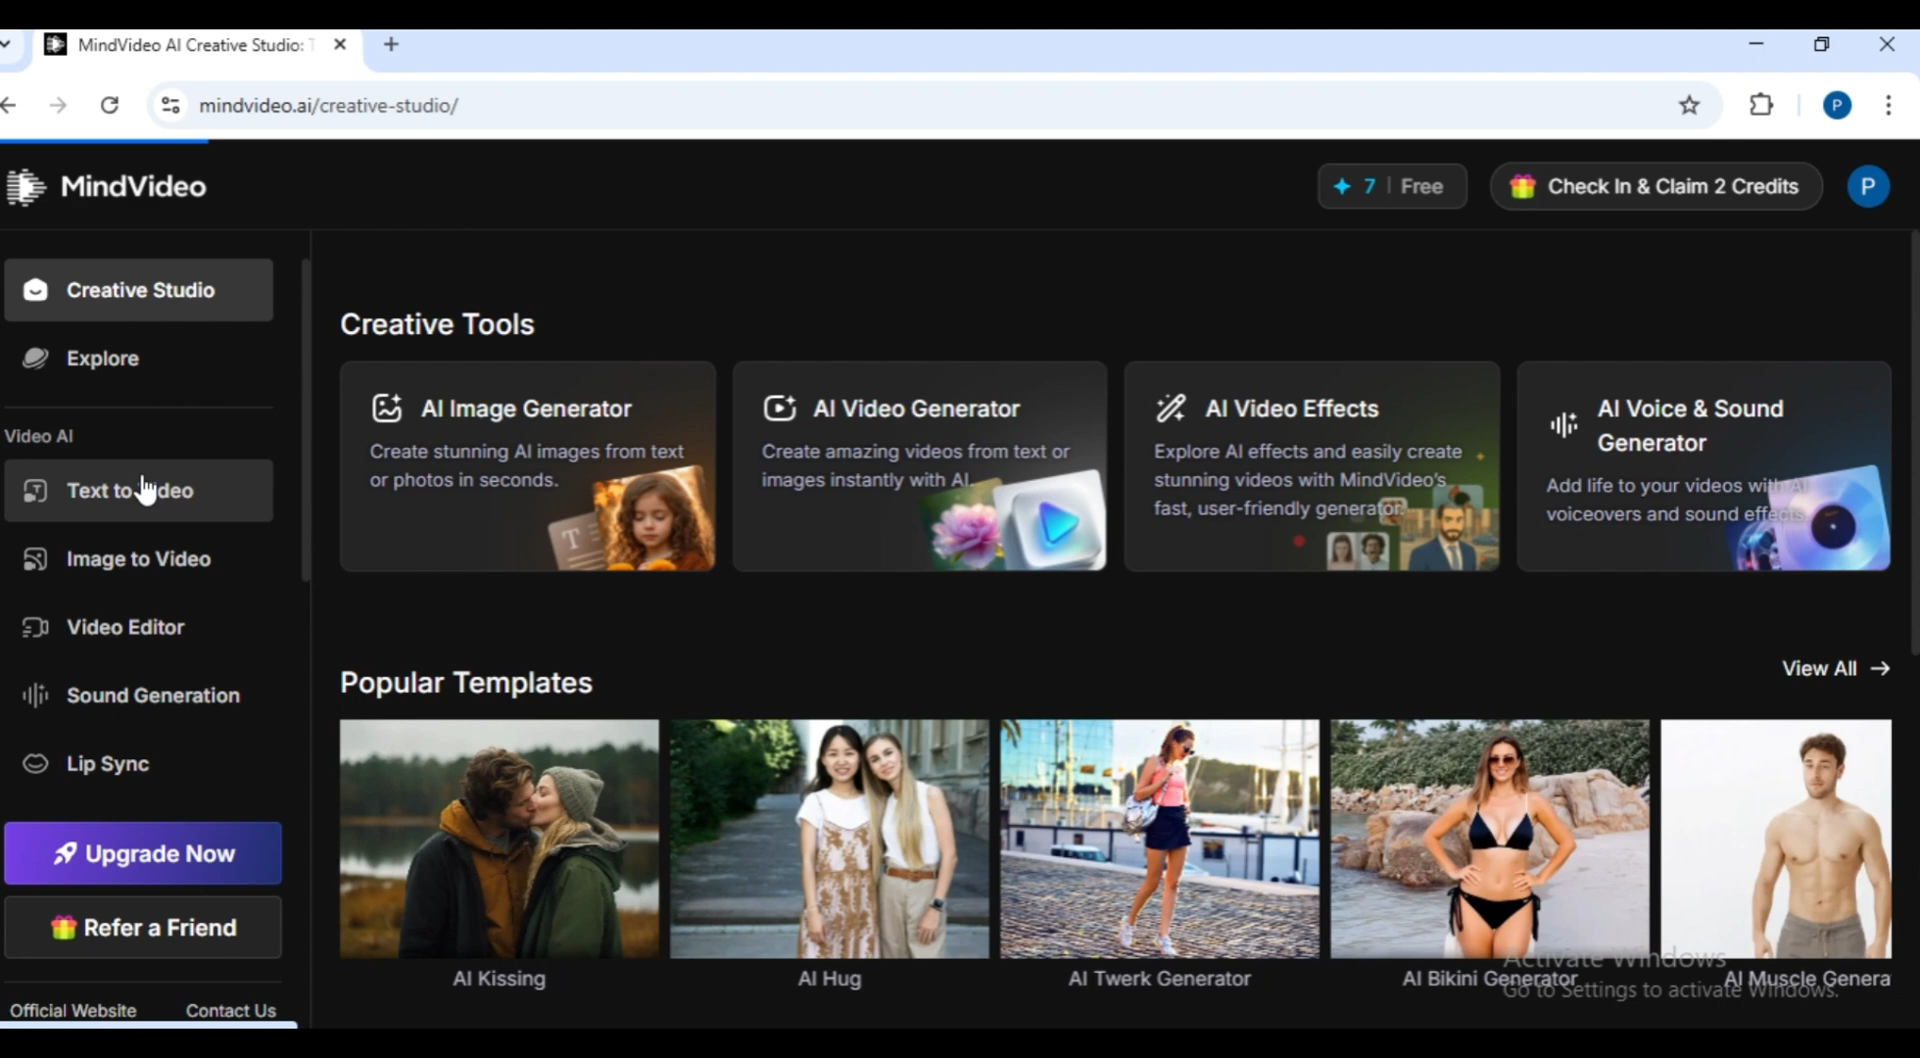 MindVideo AI Creative Studio: T
mindvideo.ai/creative-studio/
P
MindVideo
7 | Free
Check In & Claim 2 Credits
P
Creative Studio
Explore
Video AI
Text to Video
Image to Video
Video Editor
Sound Generation
Lip Sync
Upgrade Now
Refer a Friend
Official Website
Contact Us
Creative Tools
AI Image Generator
Create stunning AI images from text
or photos in seconds.
T
AI Video Generator
Create amazing videos from text or
images instantly with AI.
AI Video Effects
Explore AI effects and easily create
stunning videos with MindVideo's
fast, user-friendly generator.
AI Voice & Sound
Generator
Add life to your videos with AI
voiceovers and sound effects.
Popular Templates
View All →
AI Kissing
AI Hug
AI Twerk Generator
AI Bikini Generator
AI Muscle Genera
Activate Windows
Go to Settings to activate Windows.